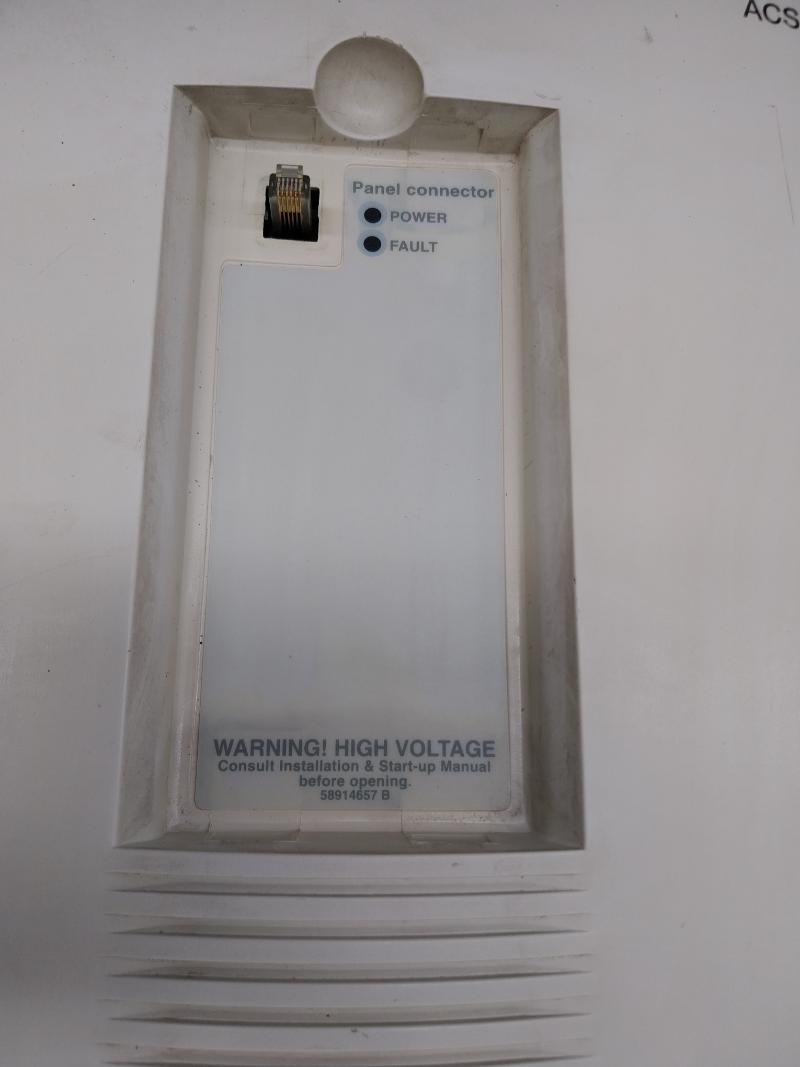 ACS
Panel connector
POWER
FAULT
WARNING! HIGH VOLTAGE
Consult Installation & Start-up Manual
before opening.
58914657 B